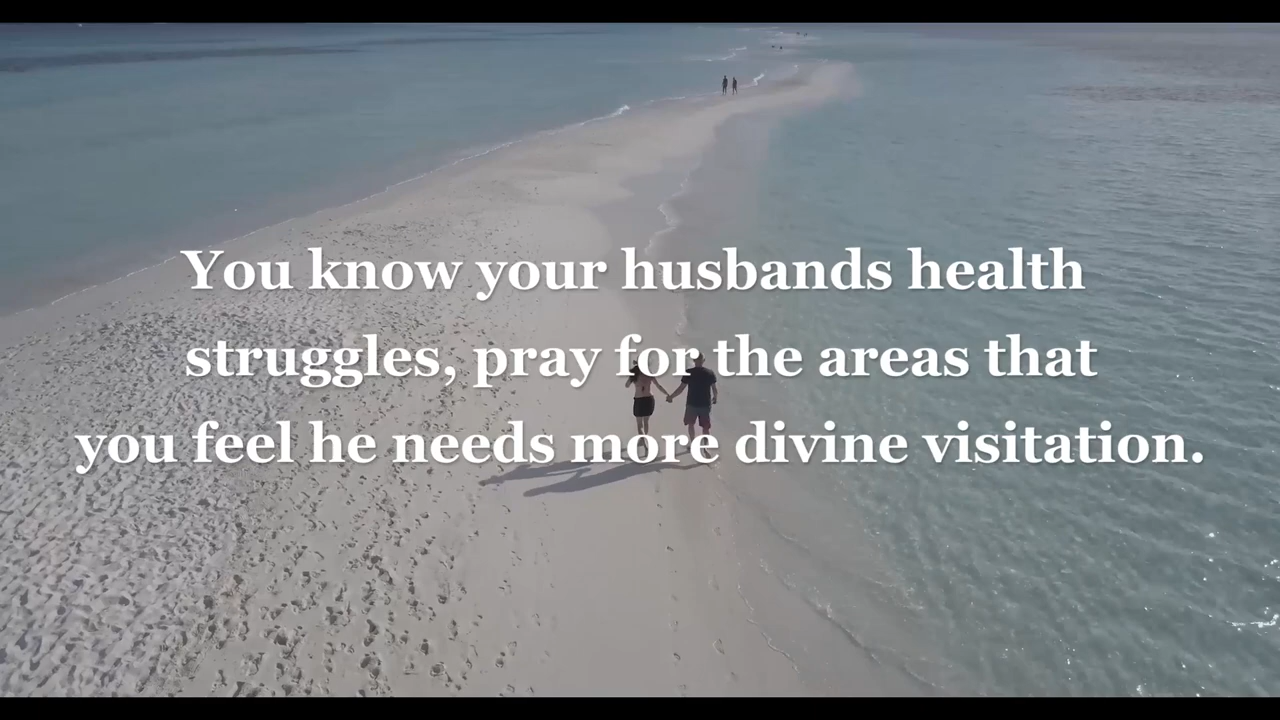 You know your husbands health
struggles, pray for the areas that
you feel he needs more divine visitation.